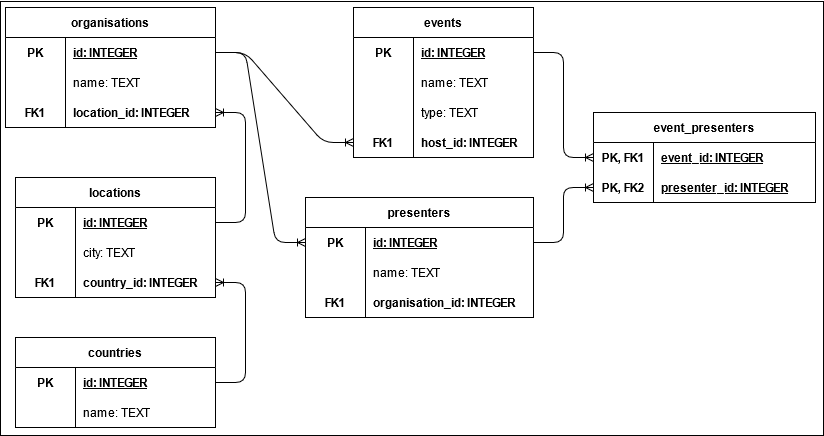 organisations
PK id: INTEGER
name: TEXT
FK1 location_id: INTEGER
locations
PK id: INTEGER
city: TEXT
FK1 country_id: INTEGER
countries
PK id: INTEGER
name: TEXT
events
PK id: INTEGER
name: TEXT
type: TEXT
FK1 host_id: INTEGER
presenters
PK id: INTEGER
name: TEXT
FK1 organisation_id: INTEGER
event_presenters
PK, FK1 event_id: INTEGER
PK, FK2 presenter_id: INTEGER